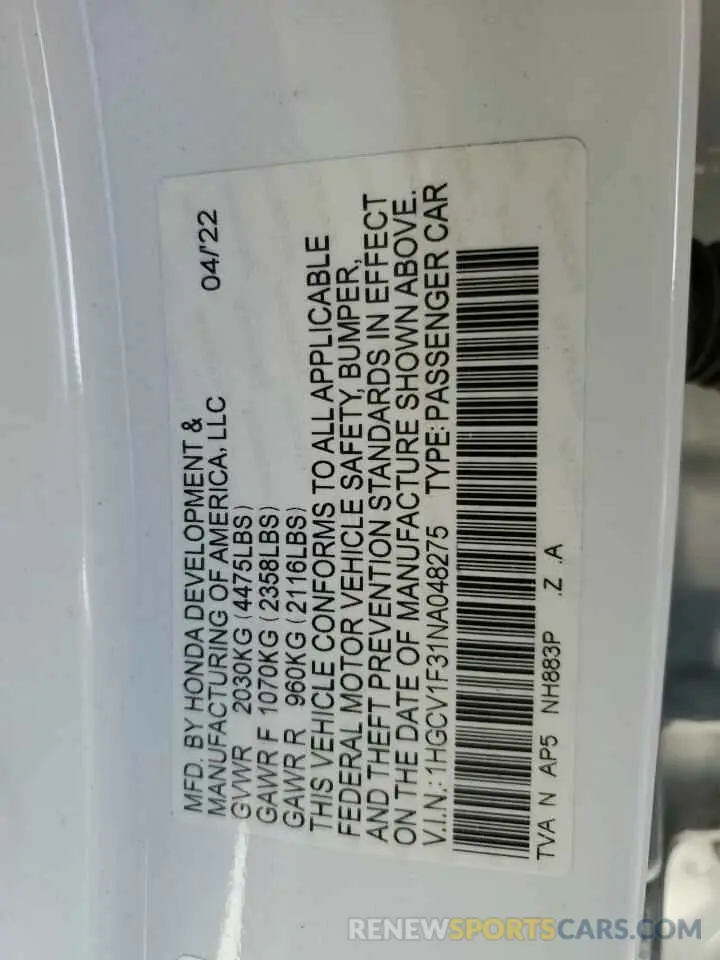 MFD. BY HONDA DEVELOPMENT &
MANUFACTURING OF AMERICA, LLC 04/'22
GVWR 2030KG (4475LBS)
GAWR F 1070KG (2358LBS)
GAWR R 960KG (2116LBS)
THIS VEHICLE CONFORMS TO ALL APPLICABLE
FEDERAL MOTOR VEHICLE SAFETY, BUMPER,
AND THEFT PREVENTION STANDARDS IN EFFECT
ON THE DATE OF MANUFACTURE SHOWN ABOVE.
V.I.N.: 1HGCV1F31NA048275 TYPE: PASSENGER CAR
TVA N AP5 NH883P .Z .A
RENEWSPORTSCARS.COM